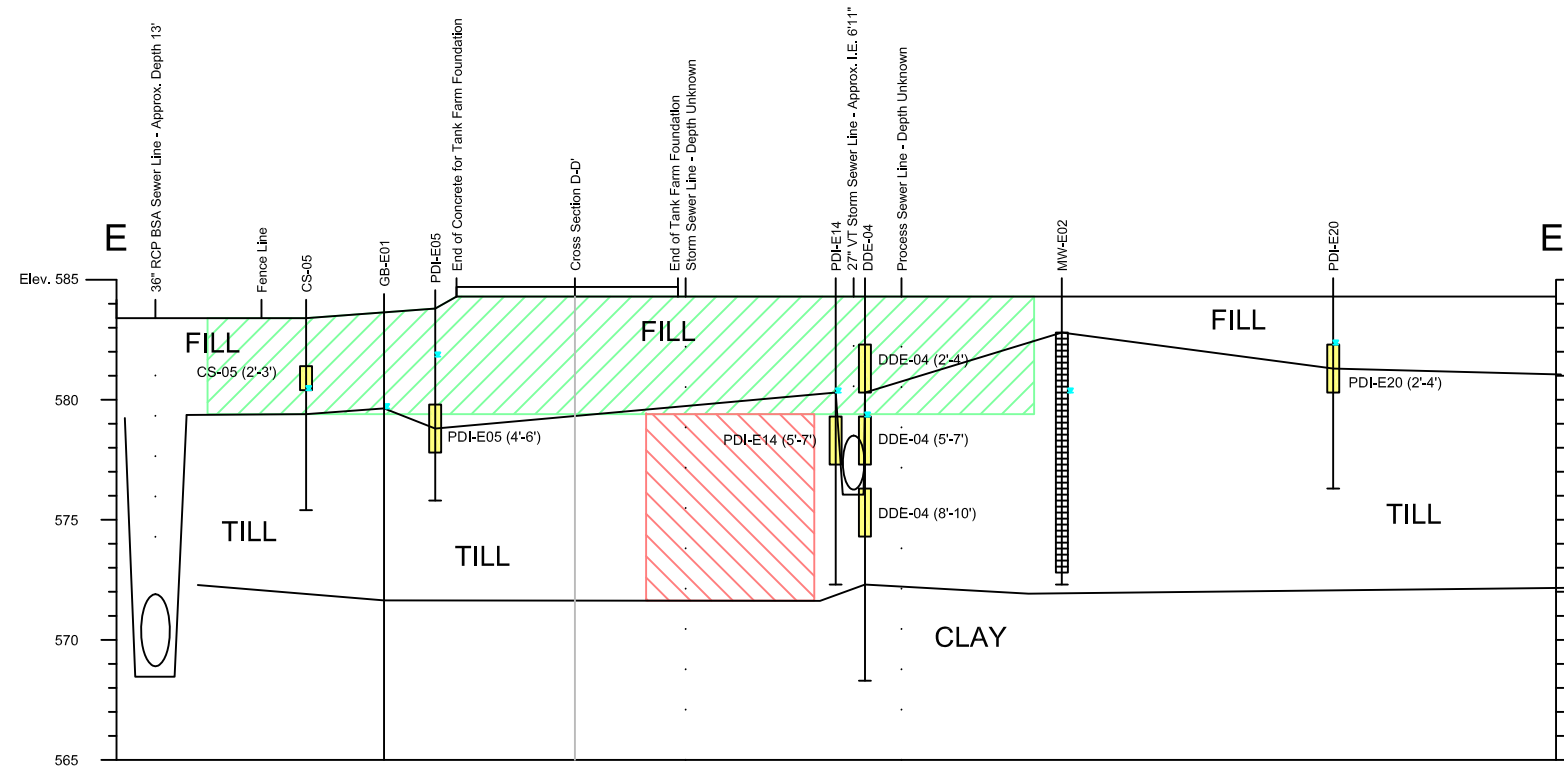 36" RCP BSA Sewer Line - Approx. Depth 13'
Fence Line
CS-05
GB-E01
PDI-E05
End of Concrete for Tank Farm Foundation
Cross Section D-D'
End of Tank Farm Foundation
Storm Sewer Line - Depth Unknown
PDI-E14
27" VT Storm Sewer Line - Approx. I.E. 6'11"
DDE-04
Process Sewer Line - Depth Unknown
MW-E02
PDI-E20
E
E
Elev. 585
580
575
570
565
FILL
FILL
FILL
CS-05 (2'-3')
DDE-04 (2'-4')
PDI-E20 (2'-4')
PDI-E05 (4'-6')
PDI-E14 (5'-7')
DDE-04 (5'-7')
DDE-04 (8'-10')
TILL
TILL
TILL
CLAY